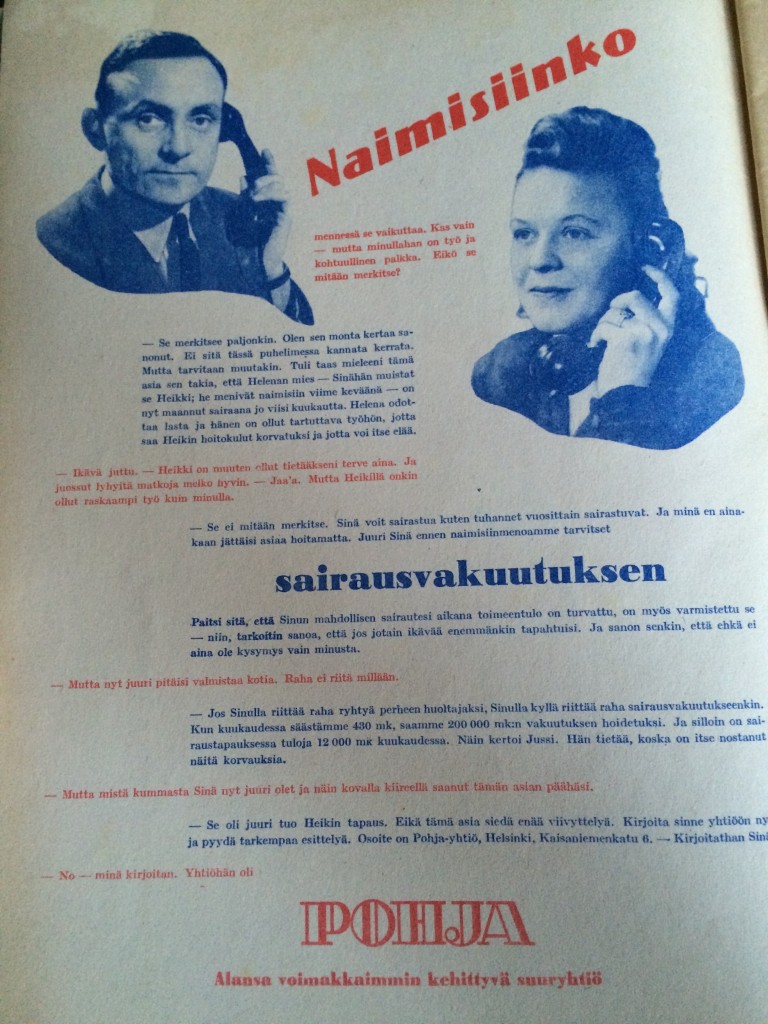 Naimisiinko
mennessä se vaikuttaa. Kas vain
— mutta minullahan on työ ja
kohtuullinen palkka. Eikö se
mitään merkitse?
— Se merkitsee paljonkin. Olen sen monta kertaa sa-
nonut. Ei sitä tässä puhelimessa kannata kerrata.
Mutta tarvitaan muutakin. Tuli taas mieleeni tämä
asia sen takia, että Helenan mies — Sinähän muistat
se Heikki; he menivät naimisiin viime keväänä — on
nyt maannut sairaana jo viisi kuukautta. Helena odot-
taa lasta ja hänen on ollut tartuttava työhön, jotta
saa Heikin hoitokulut korvatuksi ja jotta voi itse elää.
— Ikävä juttu. — Heikki on muuten ollut tietääkseni terve aina. Ja
juossut lyhyitä matkoja melko hyvin. — Jaa'a. Mutta Heikillä onkin
ollut raskaampi työ kuin minulla.
— Se ei mitään merkitse. Sinä voit sairastua kuten tuhannet vuosittain sairastuvat. Ja minä en aina-
kaan jättäisi asiaa hoitamatta. Juuri Sinä ennen naimisiinmenoamme tarvitset
sairausvakuutuksen
Paitsi sitä, että Sinun mahdollisen sairautesi aikana toimeentulo on turvattu, on myös varmistettu se
— niin, tarkoitin sanoa, että jos jotain ikävää enemmänkin tapahtuisi. Ja sanon senkin, että ehkä ei
aina ole kysymys vain minusta.
— Mutta nyt juuri pitäisi valmistaa kotia. Raha ei riitä millään.
— Jos Sinulla riittää raha ryhtyä perheen huoltajaksi, Sinulla kyllä riittää raha sairausvakuutukseenkin.
Kun kuukaudessa säästämme 430 mk, saamme 200 000 mk:n vakuutuksen hoidetuksi. Ja silloin on sai-
raustapauksessa tuloja 12 000 mk kuukaudessa. Näin kertoi Jussi. Hän tietää, koska on itse nostanut
näitä korvauksia.
— Mutta mistä kummasta Sinä nyt juuri olet ja näin kovalla kiireellä saanut tämän asian päähäsi.
— Se oli juuri tuo Heikin tapaus. Eikä tämä asia siedä enää viivyttelyä. Kirjoita sinne yhtiöön ny
ja pyydä tarkempaa esittelyä. Osoite on Pohja-yhtiö, Helsinki, Kaisaniemenkatu 6. — Kirjoitathan Sinä
— No — minä kirjoitan. Yhtiöhän oli
POHJA
Alansa voimakkaimmin kehittyvä suuryhtiö